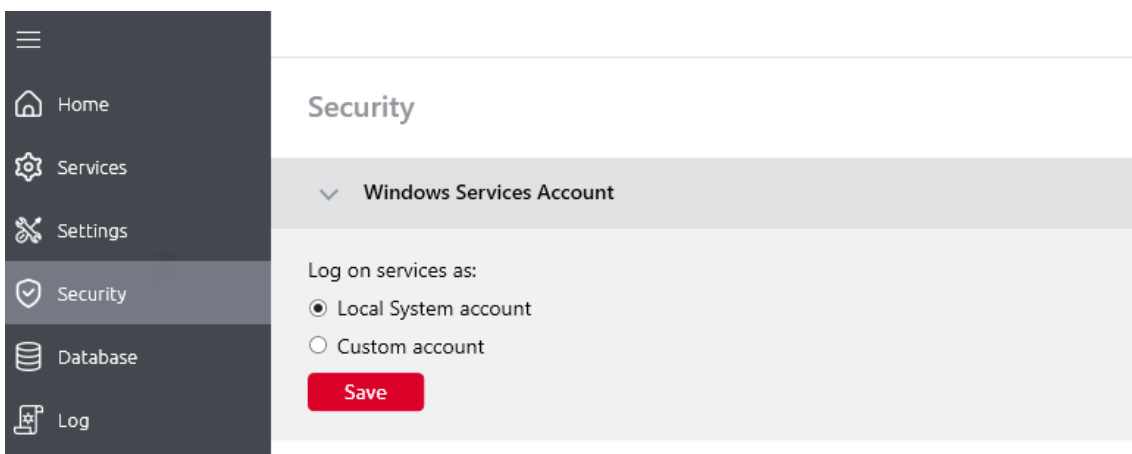 Home
Services
Settings
Security
Database
Log
Security
Windows Services Account
Log on services as:
Local System account
Custom account
Save